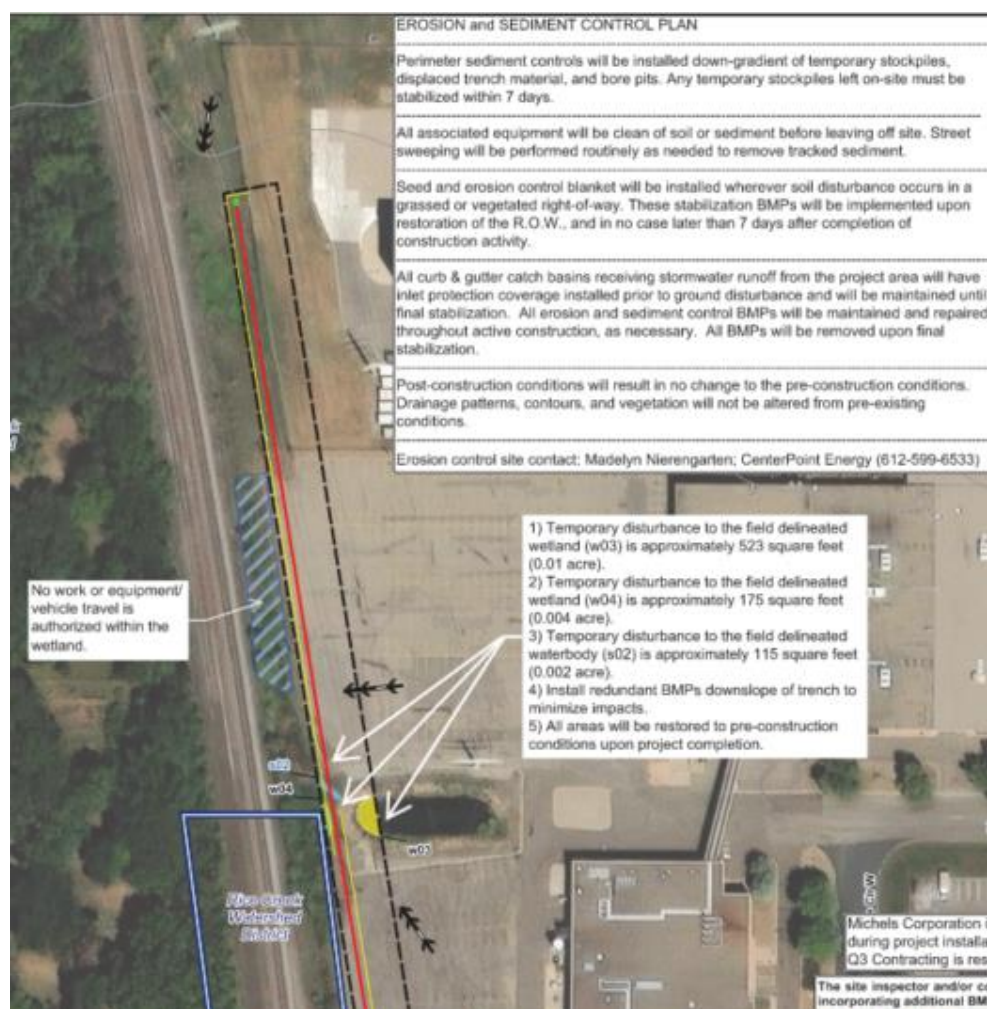 EROSION and SEDIMENT CONTROL PLAN
Perimeter sediment controls will be installed down-gradient of temporary stockpiles,
displaced trench material, and bore pits. Any temporary stockpiles left on-site must be
stabilized within 7 days.
All associated equipment will be clean of soil or sediment before leaving off site. Street
sweeping will be performed routinely as needed to remove tracked sediment.
Seed and erosion control blanket will be installed wherever soil disturbance occurs in a
grassed or vegetated right-of-way. These stabilization BMPs will be implemented upon
restoration of the R.O.W., and in no case later than 7 days after completion of
construction activity.
All curb & gutter catch basins receiving stormwater runoff from the project area will have
inlet protection coverage installed prior to ground disturbance and will be maintained until
final stabilization. All erosion and sediment control BMPs will be maintained and repaired
throughout active construction, as necessary. All BMPs will be removed upon final
stabilization.
Post-construction conditions will result in no change to the pre-construction conditions.
Drainage patterns, contours, and vegetation will not be altered from pre-existing
conditions.
Erosion control site contact: Madelyn Nierengarten; CenterPoint Energy (612-599-6533)
1) Temporary disturbance to the field delineated
wetland (w03) is approximately 523 square feet
(0.01 acre).
2) Temporary disturbance to the field delineated
wetland (w04) is approximately 175 square feet
(0.004 acre).
3) Temporary disturbance to the field delineated
waterbody (s02) is approximately 115 square feet
(0.002 acre).
4) Install redundant BMPs downslope of trench to
minimize impacts.
5) All areas will be restored to pre-construction
conditions upon project completion.
No work or equipment/
vehicle travel is
authorized within the
wetland.
s02
w04
w03
Rice Creek
Watershed
District
Michels Corporation
during project
Q3 Contracting is
The site inspector and/or
incorporating additional